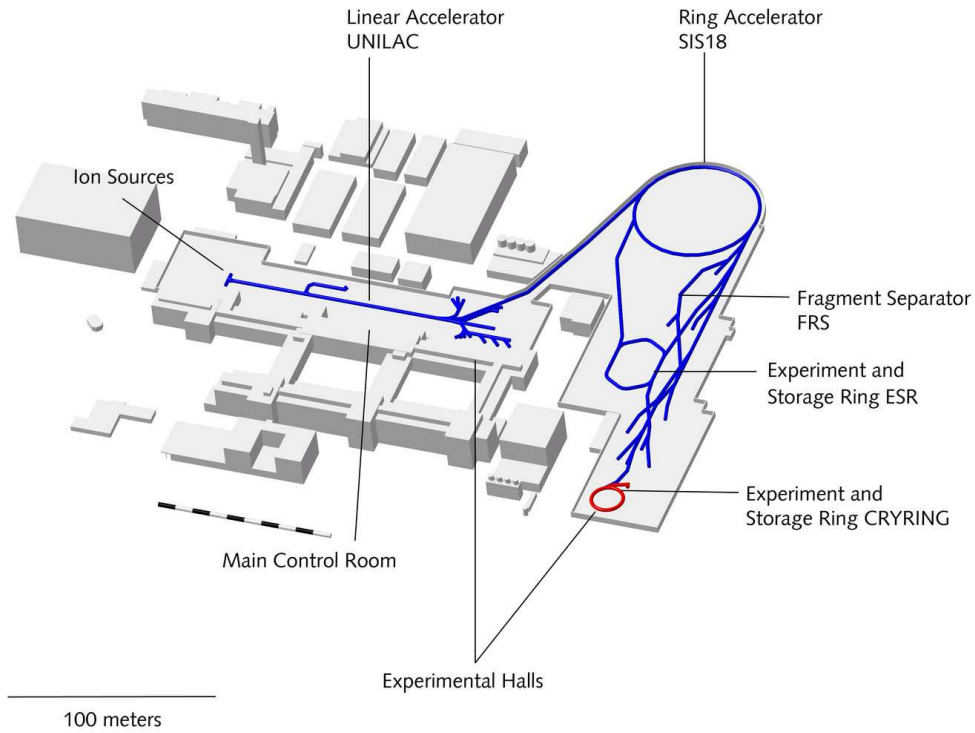 Linear Accelerator
UNILAC
Ring Accelerator
SIS18
Ion Sources
Fragment Separator
FRS
Experiment and
Storage Ring ESR
Experiment and
Storage Ring CRYRING
Main Control Room
Experimental Halls
100 meters